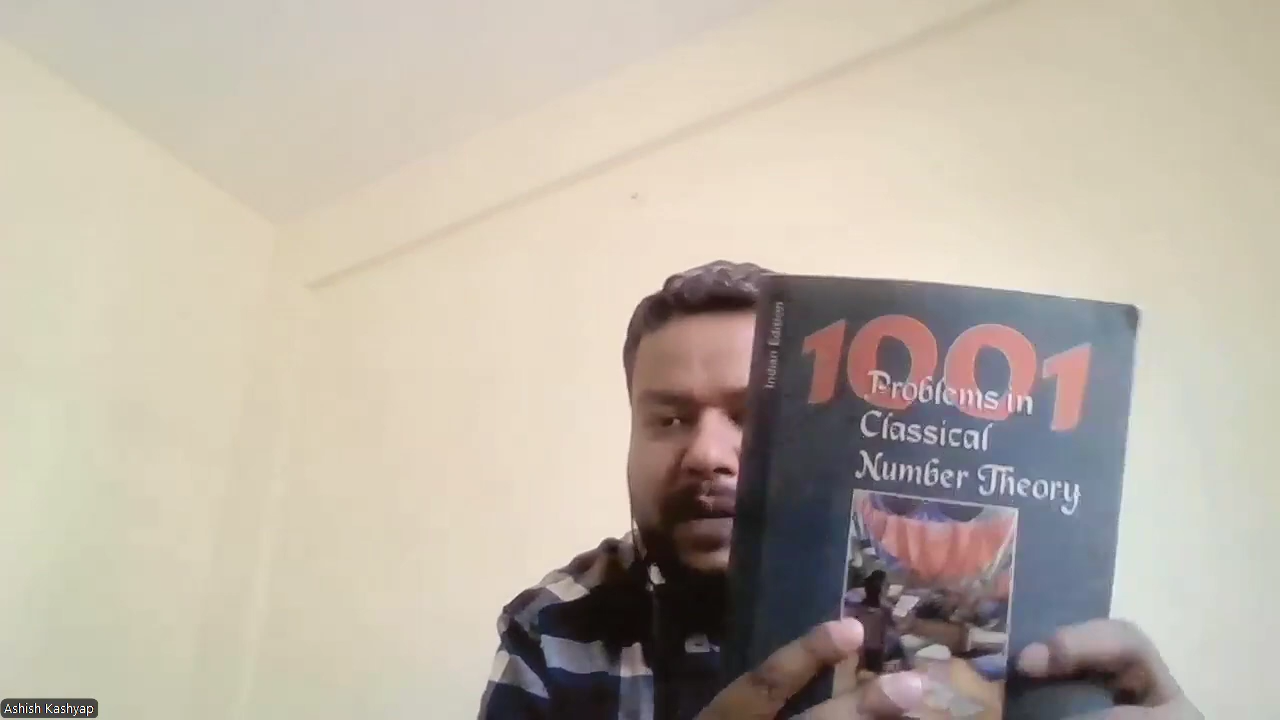 Indian Edition
1001
Problems in
Classical
Number Theory
Ashish Kashyap